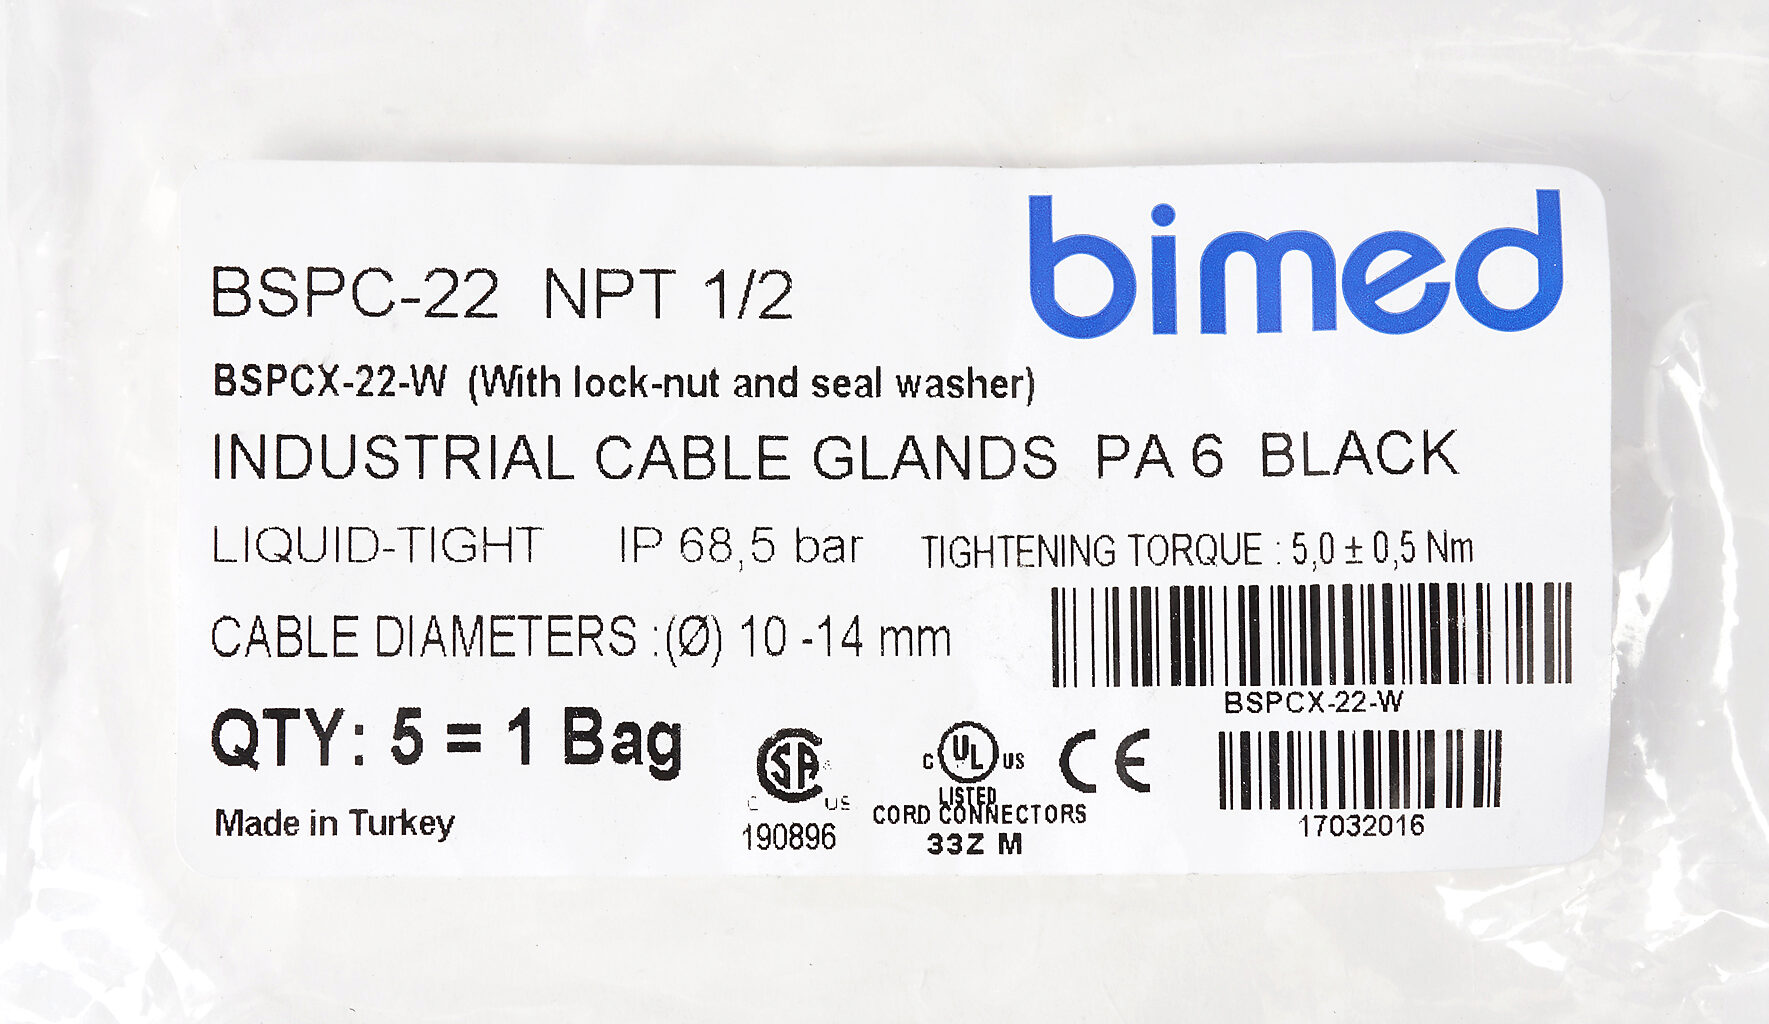 bimed
BSPC-22 NPT 1/2
BSPCX-22-W (With lock-nut and seal washer)
INDUSTRIAL CABLE GLANDS PA 6 BLACK
LIQUID-TIGHT IP 68,5 bar TIGHTENING TORQUE : 5,0 ± 0,5 Nm
CABLE DIAMETERS :(Ø) 10 -14 mm
BSPCX-22-W
QTY: 5 = 1 Bag
Made in Turkey
SA
C US
190896
C UL US
LISTED
CORD CONNECTORS
33Z M
CE
17032016